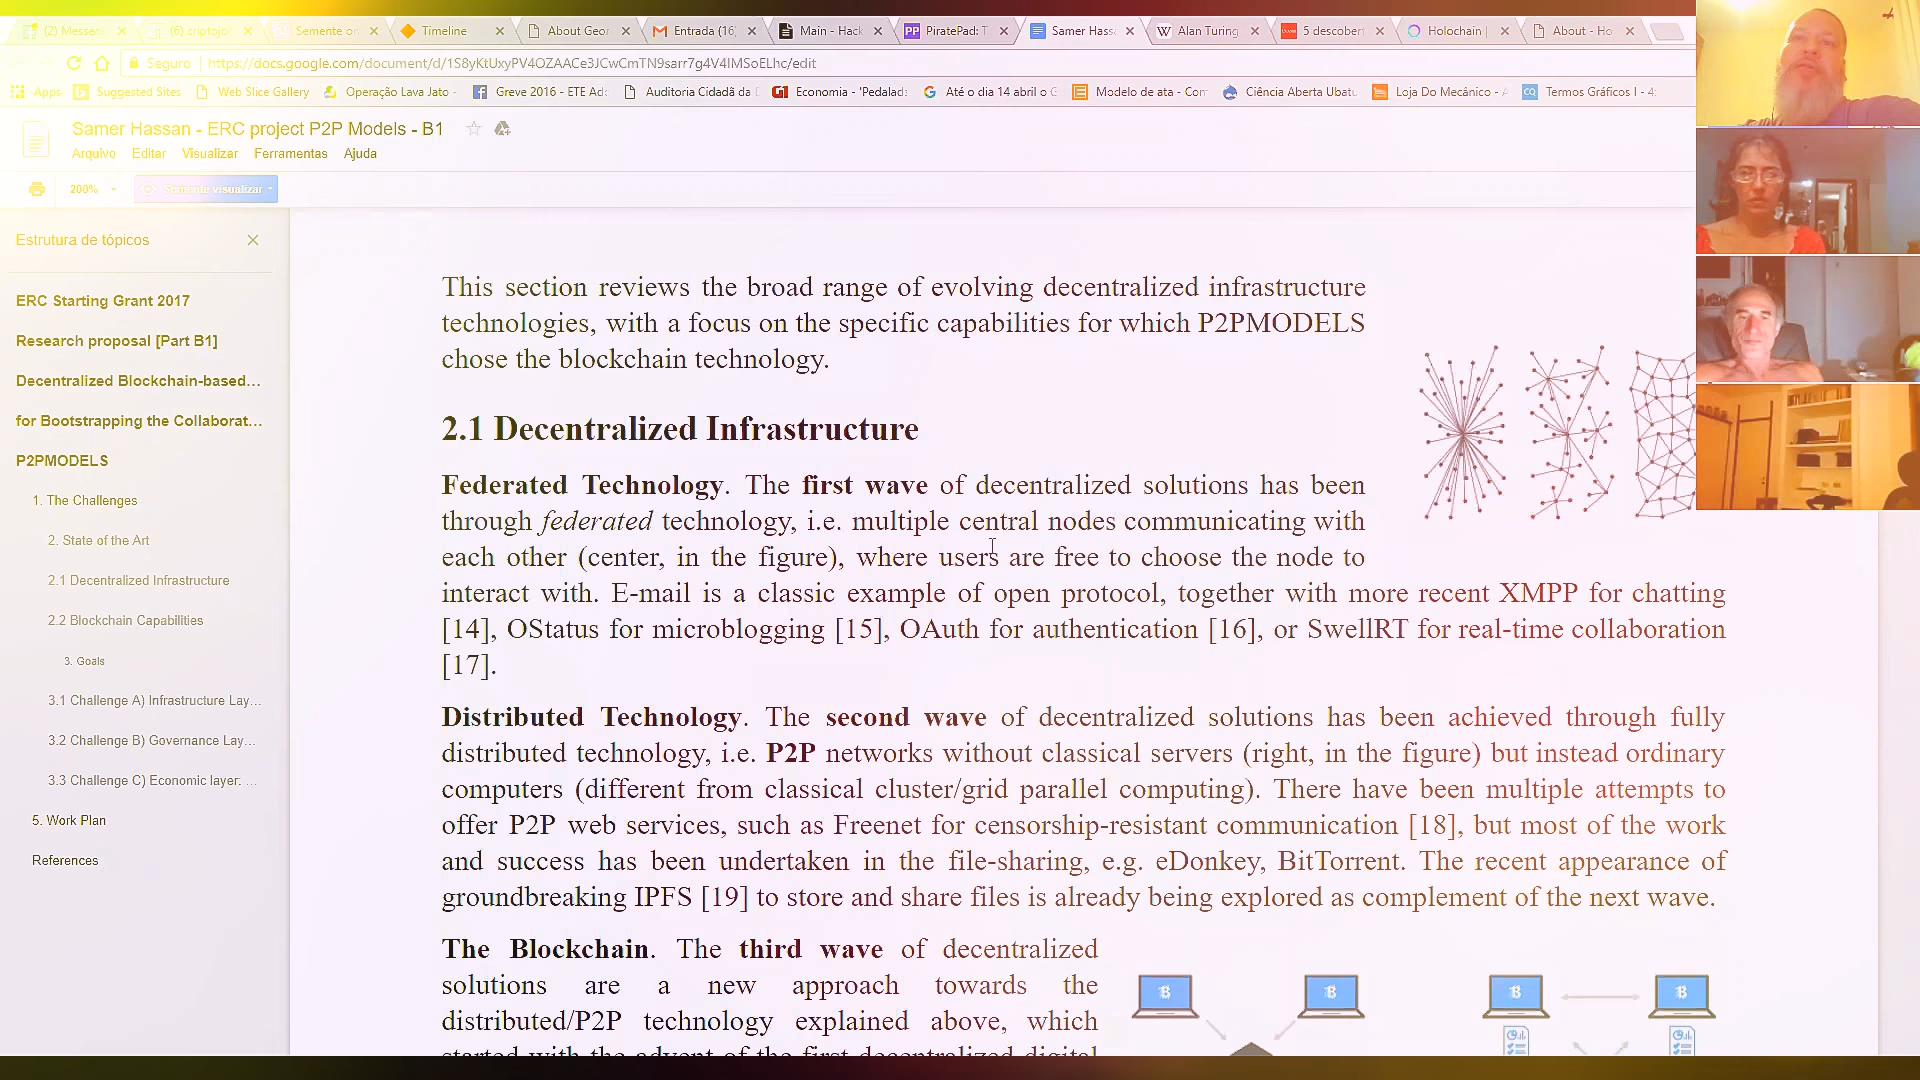 (2) Messen
(6) criptojo
Semente or
Timeline
About Geor
Entrada (16
Main - Hack
PiratePad: T
Samer Hass
Alan Turing
5 descober
Holochain |
About - Ho
Seguro https://docs.google.com/document/d/1S8yKtUxyPV4OZAACe3JCwCmTN9sarr7g4V4IMSoELhc/edit
Apps
Suggested Sites
Web Slice Gallery
Operação Lava Jato -
Greve 2016 - ETE Ad
Auditoria Cidadã da
Economia - 'Pedalad
Até o dia 14 abril o
Modelo de ata - Com
Ciência Aberta Ubatu
Loja Do Mecânico - A
Termos Gráficos I - 4:
Samer Hassan - ERC project P2P Models - B1
Arquivo Editar Visualizar Ferramentas Ajuda
200%
Somente visualizar
Estrutura de tópicos
ERC Starting Grant 2017
Research proposal [Part B1]
Decentralized Blockchain-based...
for Bootstrapping the Collaborat...
P2PMODELS
1. The Challenges
2. State of the Art
2.1 Decentralized Infrastructure
2.2 Blockchain Capabilities
3. Goals
3.1 Challenge A) Infrastructure Lay...
3.2 Challenge B) Governance Lay...
3.3 Challenge C) Economic layer: ...
5. Work Plan
References
This section reviews the broad range of evolving decentralized infrastructure
technologies, with a focus on the specific capabilities for which P2PMODELS
chose the blockchain technology.
2.1 Decentralized Infrastructure
Federated Technology. The first wave of decentralized solutions has been
through federated technology, i.e. multiple central nodes communicating with
each other (center, in the figure), where users are free to choose the node to
interact with. E-mail is a classic example of open protocol, together with more recent XMPP for chatting
[14], OStatus for microblogging [15], OAuth for authentication [16], or SwellRT for real-time collaboration
[17].
Distributed Technology. The second wave of decentralized solutions has been achieved through fully
distributed technology, i.e. P2P networks without classical servers (right, in the figure) but instead ordinary
computers (different from classical cluster/grid parallel computing). There have been multiple attempts to
offer P2P web services, such as Freenet for censorship-resistant communication [18], but most of the work
and success has been undertaken in the file-sharing, e.g. eDonkey, BitTorrent. The recent appearance of
groundbreaking IPFS [19] to store and share files is already being explored as complement of the next wave.
The Blockchain. The third wave of decentralized
solutions are a new approach towards the
distributed/P2P technology explained above, which
started with the advent of the first decentralized digital